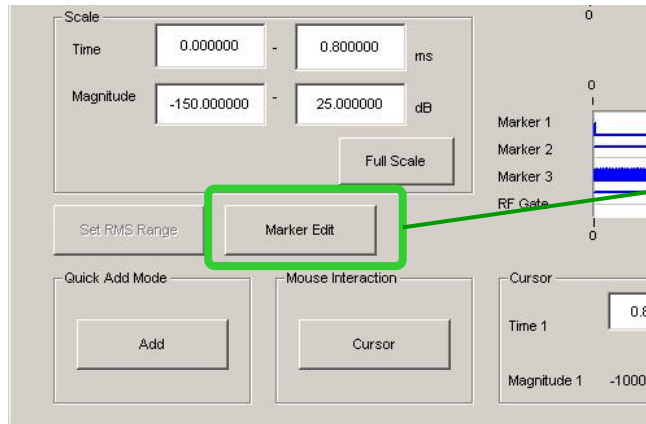 Scale
0
Time 0.000000 - 0.800000 ms
0
Magnitude -150.000000 - 25.000000 dB
Marker 1
Marker 2
Full Scale
Marker 3
RF Gate
Set RMS Range Marker Edit
0
Quick Add Mode Mouse Interaction Cursor
Time 1 0.8
Add Cursor
Magnitude 1 -1000